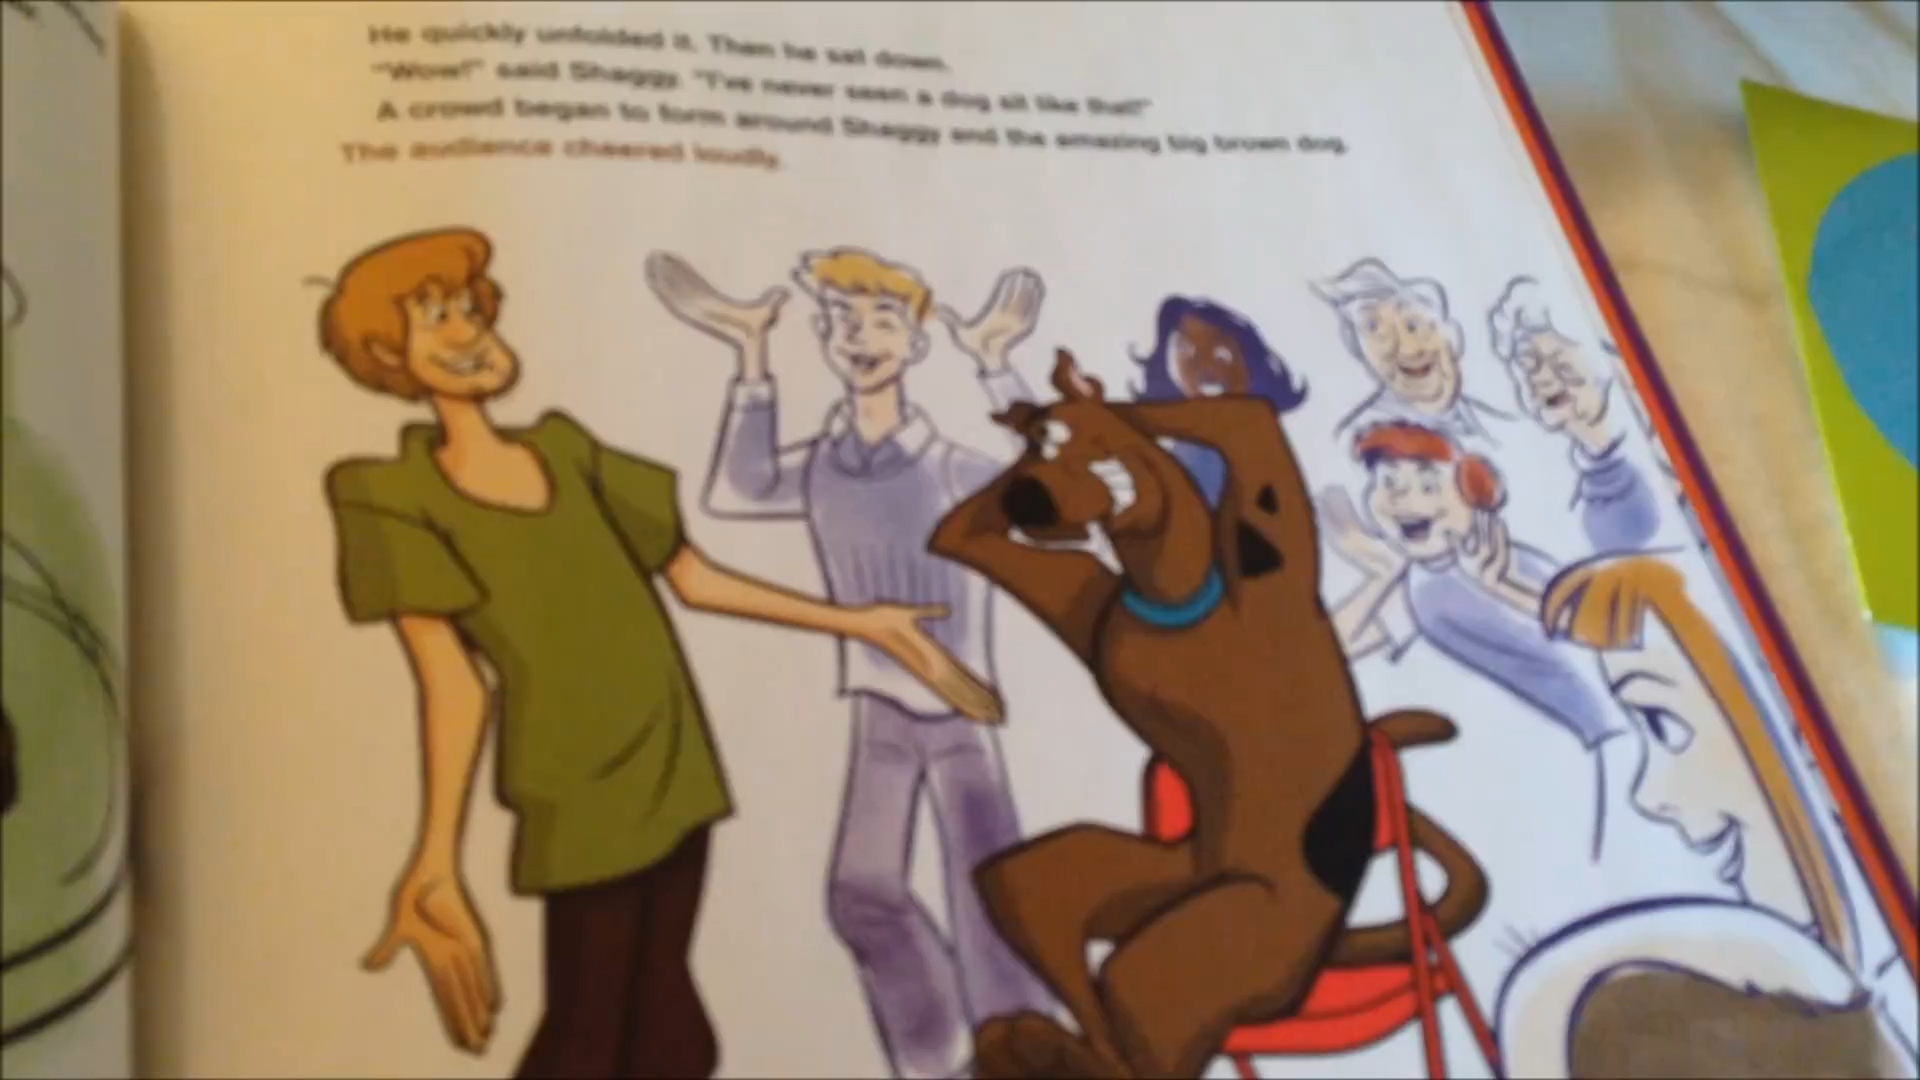 He quickly unfolded it. Then he sat down.
"Wow!" said Shaggy. "I've never seen a dog sit like that!"
A crowd began to form around Shaggy and the amazing big brown dog.
The audience cheered loudly.